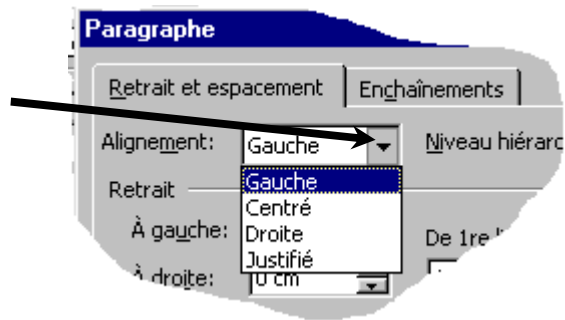 Paragraphe
Retrait et espacement Enchaînements
Alignement: Gauche Niveau hiérarc
Gauche
Retrait
Centré
À gauche: Droite De 1re li
Justifié
À droite: 0 cm